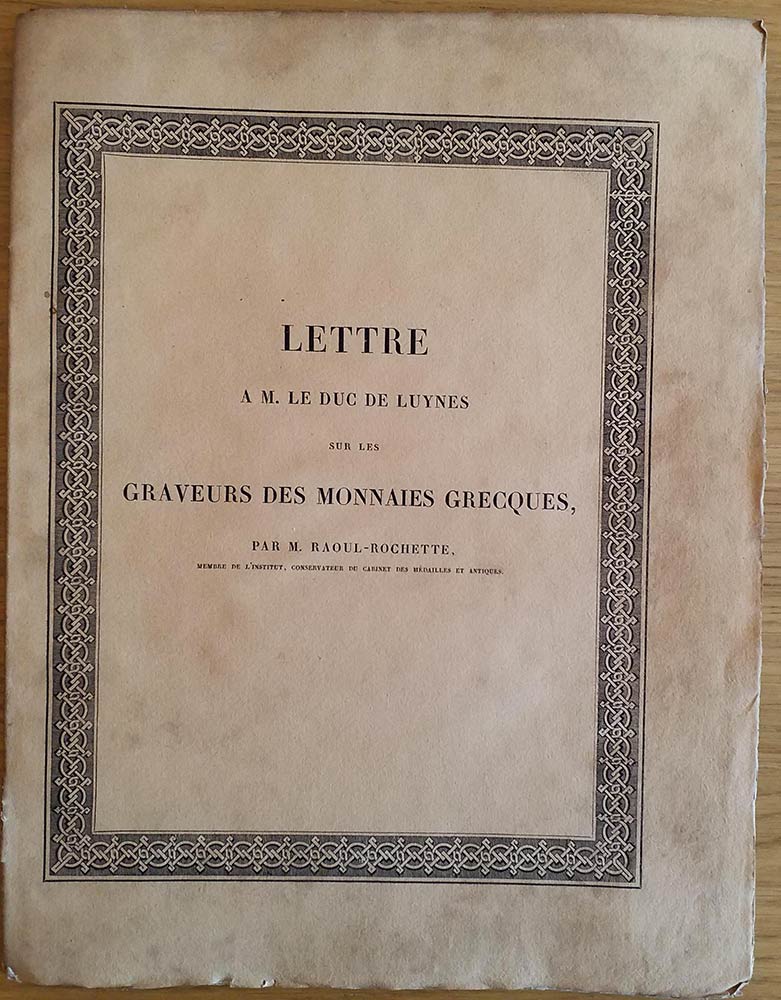 LETTRE
A M. LE DUC DE LUYNES
SUR LES
GRAVEURS DES MONNAIES GRECQUES,
PAR M. RAOUL-ROCHETTE,
MEMBRE DE L'INSTITUT, CONSERVATEUR DU CABINET DES MÉDAILLES ET ANTIQUES.